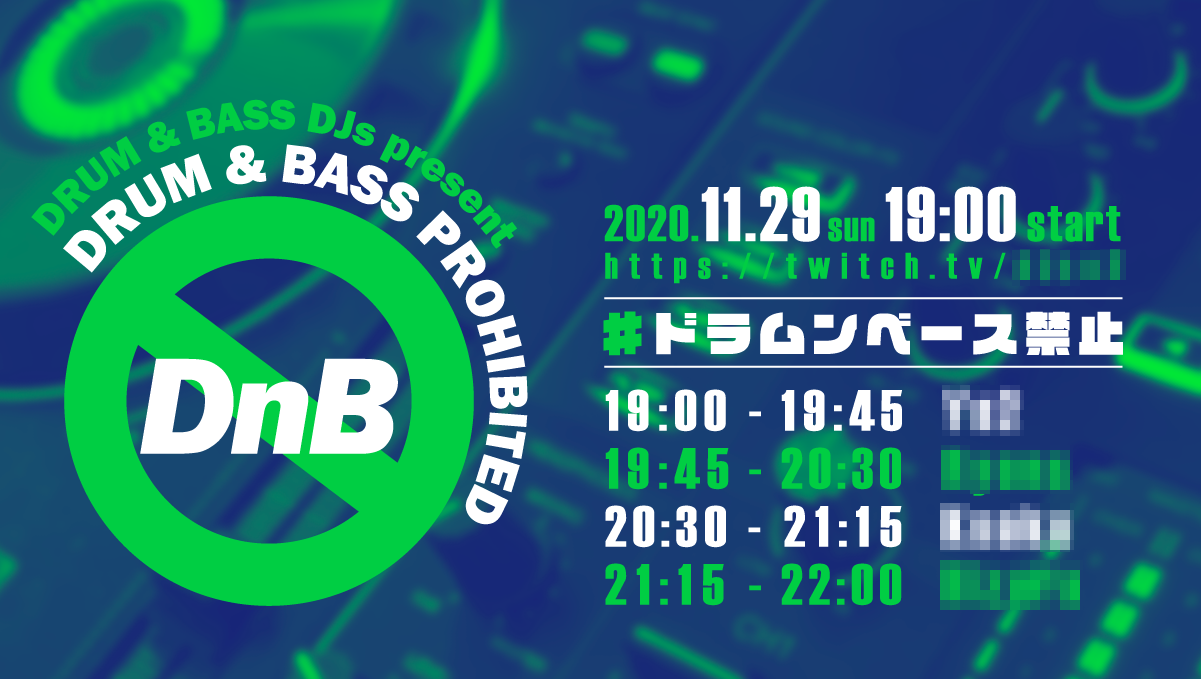 DRUM & BASS DJs present
DRUM & BASS PROHIBITED
DnB
2020.11.29 sun 19:00 start
https://twitch.tv/
#ドラムンベース禁止
19:00 - 19:45
19:45 - 20:30
20:30 - 21:15
21:15 - 22:00
CH1